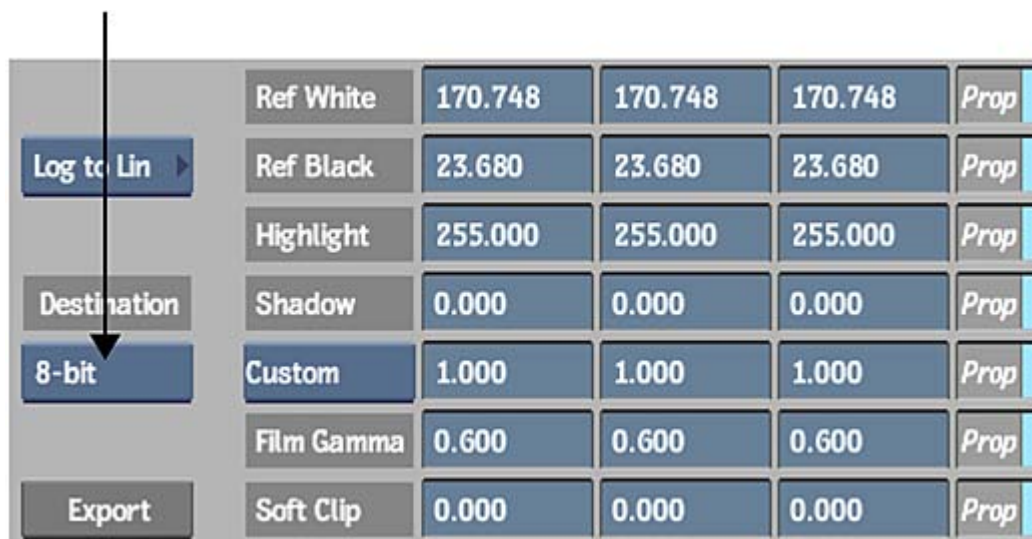 Ref White 170.748 170.748 170.748 Prop
Log to Lin Ref Black 23.680 23.680 23.680 Prop
Highlight 255.000 255.000 255.000 Prop
Destination Shadow 0.000 0.000 0.000 Prop
8-bit Custom 1.000 1.000 1.000 Prop
Film Gamma 0.600 0.600 0.600 Prop
Export Soft Clip 0.000 0.000 0.000 Prop